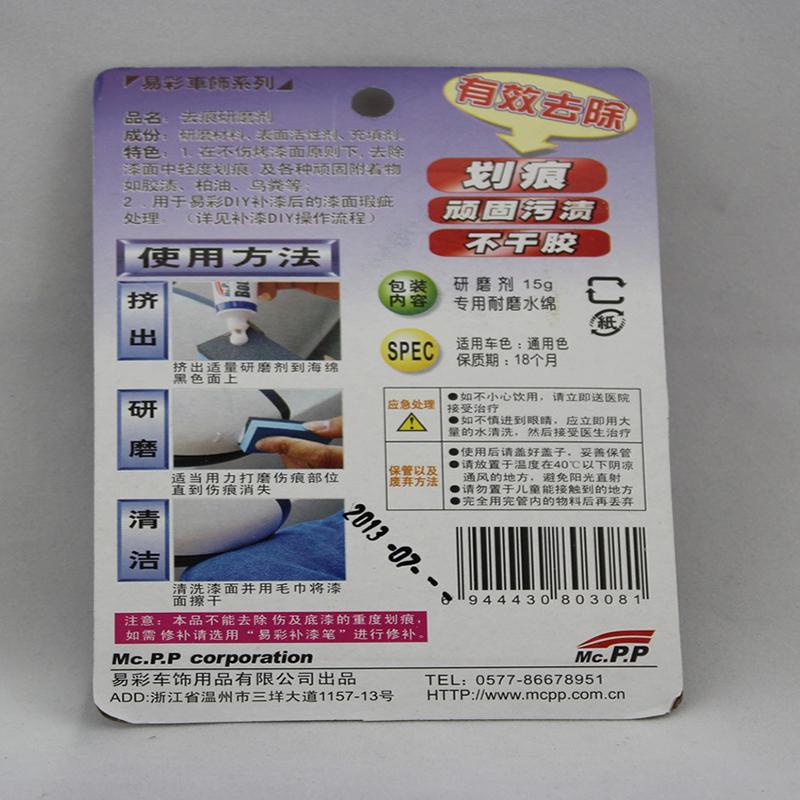 易彩車飾系列
品名：去痕研磨剂
成份：研磨材料、表面活性剂、充填剂。
特色：1.在不伤烤漆面原则下，去除
漆面中轻度划痕，及各种顽固附着物
如胶渍、柏油、鸟粪等；
2．用于易彩DIY补漆后的漆面瑕疵
处理。（详见补漆DIY操作流程）
有效去除
划痕
顽固污渍
不干胶
使用方法
挤出
挤出适量研磨剂到海绵
黑色面上
研磨
适当用力打磨伤痕部位
直到伤痕消失
清洁
清洗漆面并用毛巾将漆
面擦干
包装
内容
研磨剂 15g
专用耐磨水绵
紙
SPEC
适用车色：通用色
保质期：18个月
应急处理
●如不小心饮用，请立即送医院
接受治疗
●如不慎进到眼睛，应立即用大
量的水清洗，然后接受医生治疗
保管以及
废弃方法
●使用后请盖好盖子，妥善保管
●请放置于温度在40℃以下阴凉
通风的地方，避免阳光直射
●请勿置于儿童能接触到的地方
●完全用完管内的物料后再丢弃
2013-07-
6 944430 803081
注意：本品不能去除伤及底漆的重度划痕，
如需修补请选用“易彩补漆笔”进行修补。
Mc.P.P corporation
Mc.P.P
易彩车饰用品有限公司出品
TEL: 0577-86678951
ADD:浙江省温州市三垟大道1157-13号
HTTP://www.mcpp.com.cn